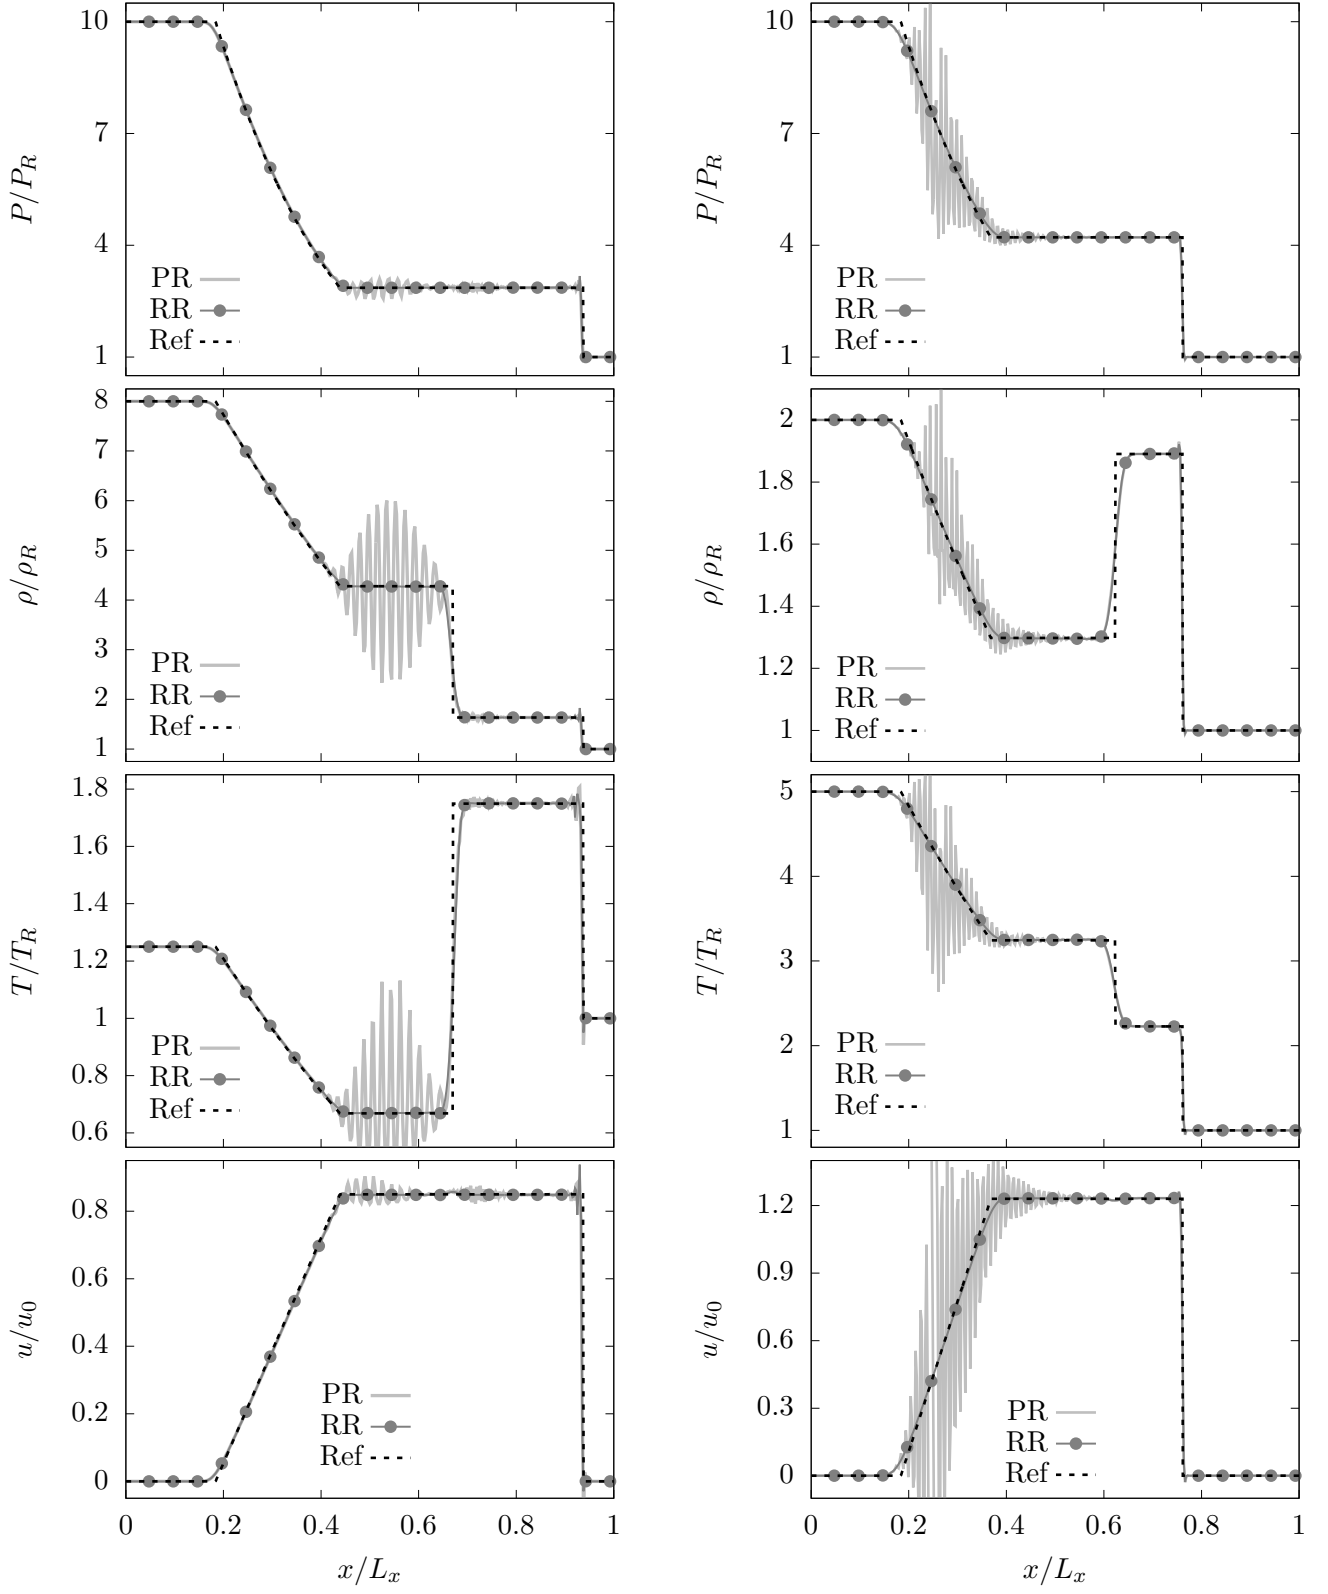 10
7
4
1
P/P_R
PR
RR
Ref
10
7
4
1
P/P_R
PR
RR
Ref
8
7
6
5
4
3
2
1
ρ/ρ_R
PR
RR
Ref
2
1.8
1.6
1.4
1.2
1
ρ/ρ_R
PR
RR
Ref
1.8
1.6
1.4
1.2
1
0.8
0.6
T/T_R
PR
RR
Ref
5
4
3
2
1
T/T_R
PR
RR
Ref
0.8
0.6
0.4
0.2
0
u/u_0
PR
RR
Ref
0 0.2 0.4 0.6 0.8 1
x/L_x
1.2
0.9
0.6
0.3
0
u/u_0
PR
RR
Ref
0 0.2 0.4 0.6 0.8 1
x/L_x